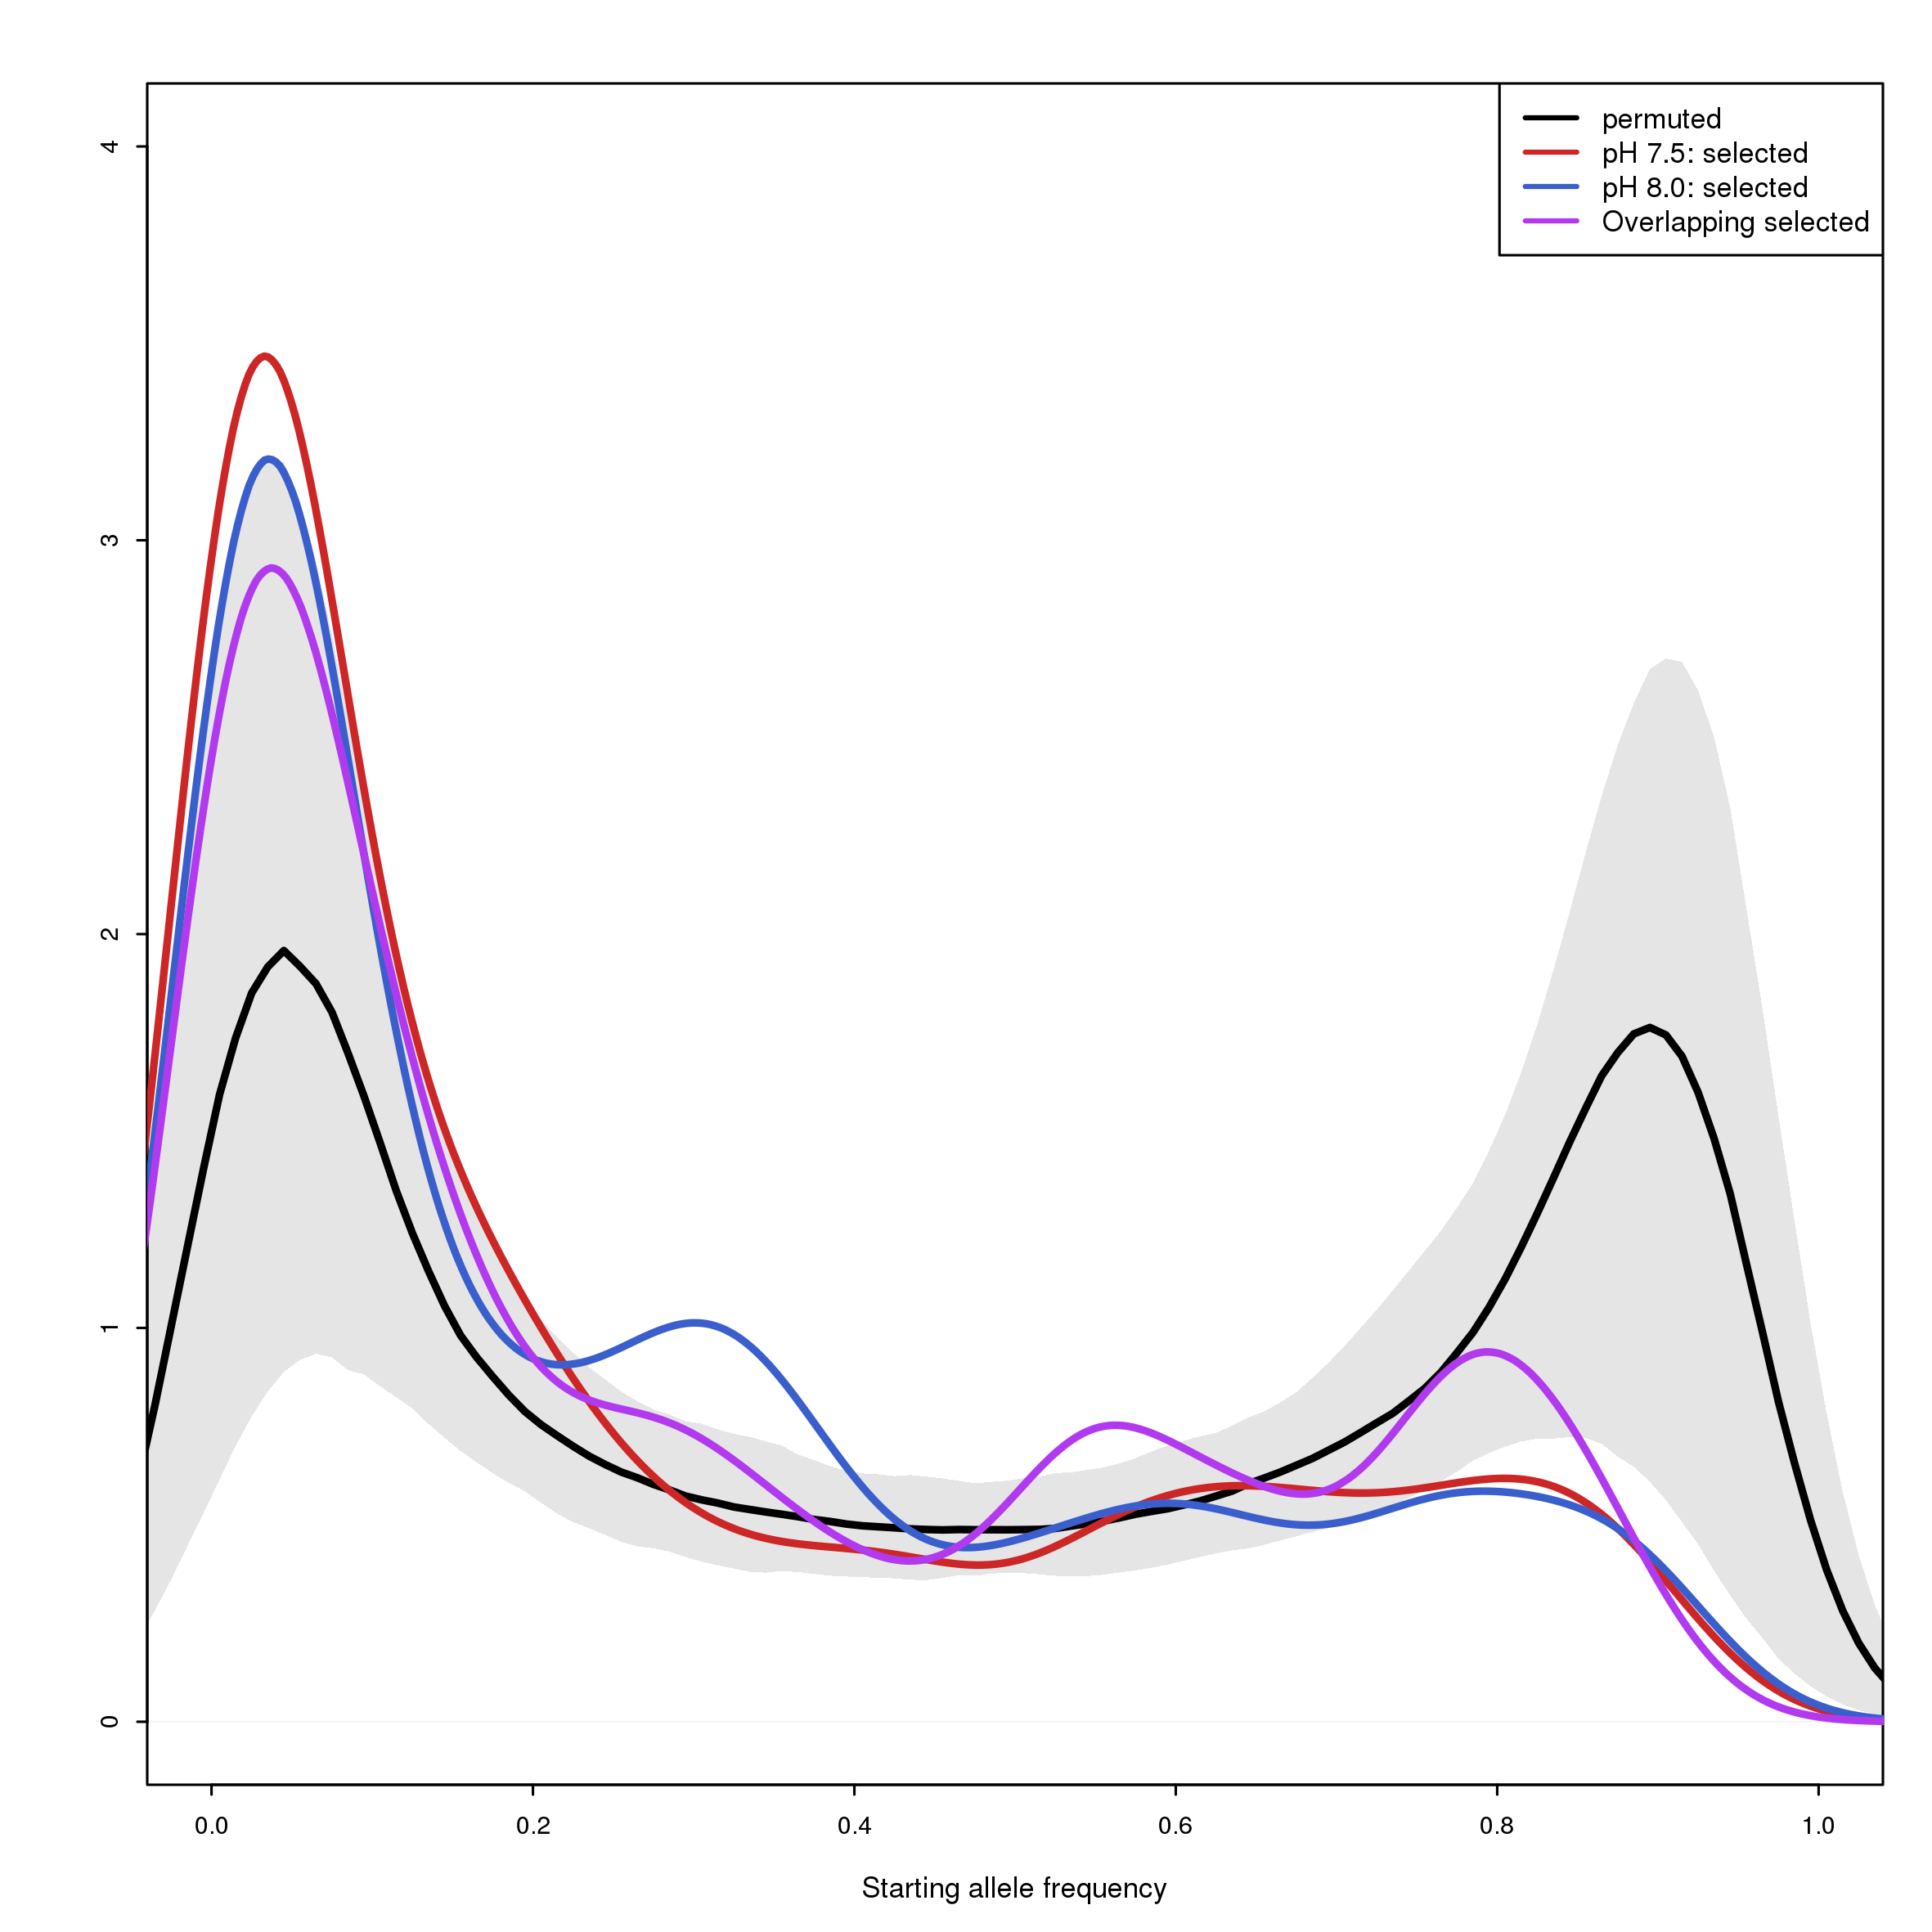 permuted
pH 7.5: selected
pH 8.0: selected
Overlapping selected
4
3
2
1
0
0.0 0.2 0.4 0.6 0.8 1.0
Starting allele frequency